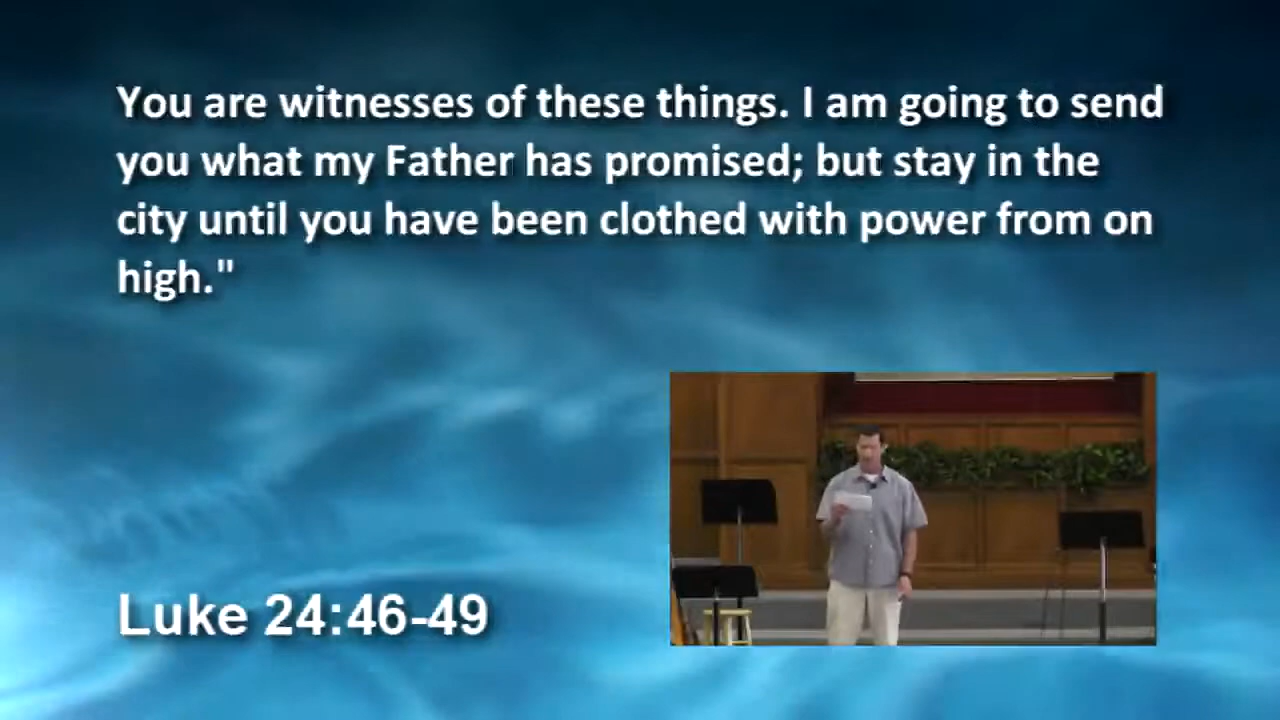 You are witnesses of these things. I am going to send
you what my Father has promised; but stay in the
city until you have been clothed with power from on
high."
Luke 24:46-49